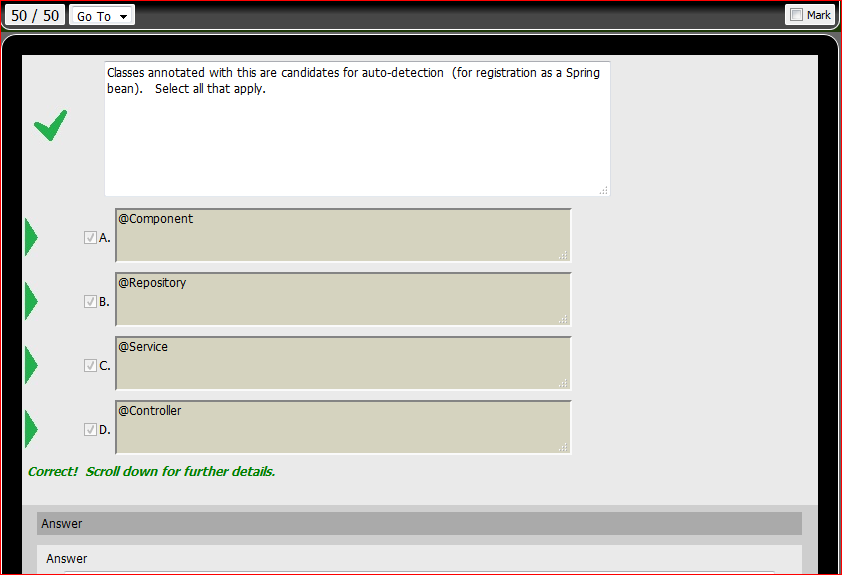 50 / 50 Go To Mark
Classes annotated with this are candidates for auto-detection  (for registration as a Spring
bean).   Select all that apply.
A. @Component
B. @Repository
C. @Service
D. @Controller
Correct!  Scroll down for further details.
Answer
Answer